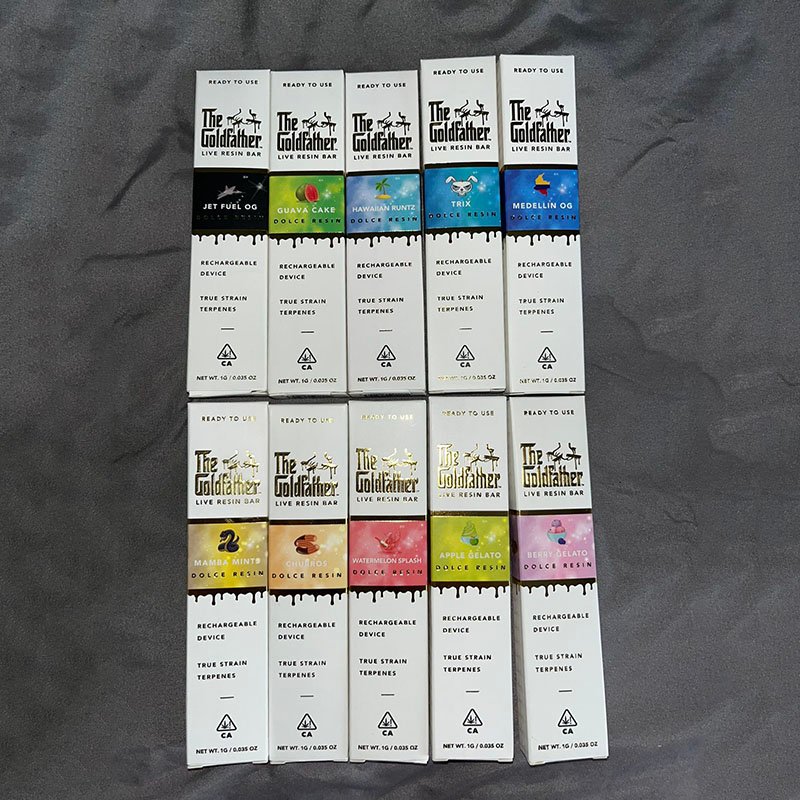 READY TO USE
The
Goldfather
LIVE RESIN BAR
JET FUEL OG
DOLCE RESIN
RECHARGEABLE
DEVICE
TRUE STRAIN
TERPENES
CA
NET WT. 1G / 0.035 OZ
READY TO USE
The
Goldfather
LIVE RESIN BAR
GUAVA CAKE
DOLCE RESIN
RECHARGEABLE
DEVICE
TRUE STRAIN
TERPENES
CA
NET WT. 1G / 0.035 OZ
READY TO USE
The
Goldfather
LIVE RESIN BAR
HAWAIIAN RUNTZ
DOLCE RESIN
RECHARGEABLE
DEVICE
TRUE STRAIN
TERPENES
CA
NET WT. 1G / 0.035 OZ
READY TO USE
The
Goldfather
LIVE RESIN BAR
TRIX
DOLCE RESIN
RECHARGEABLE
DEVICE
TRUE STRAIN
TERPENES
CA
NET WT. 1G / 0.035 OZ
READY TO USE
The
Goldfather
LIVE RESIN BAR
MEDELLIN OG
DOLCE RESIN
RECHARGEABLE
DEVICE
TRUE STRAIN
TERPENES
CA
NET WT. 1G / 0.035 OZ
READY TO USE
The
Goldfather
LIVE RESIN BAR
MAMBA MINTS
DOLCE RESIN
RECHARGEABLE
DEVICE
TRUE STRAIN
TERPENES
CA
NET WT. 1G / 0.035 OZ
READY TO USE
The
Goldfather
LIVE RESIN BAR
CHURROS
DOLCE RESIN
RECHARGEABLE
DEVICE
TRUE STRAIN
TERPENES
CA
NET WT. 1G / 0.035 OZ
READY TO USE
The
Goldfather
LIVE RESIN BAR
WATERMELON SPLASH
DOLCE RESIN
RECHARGEABLE
DEVICE
TRUE STRAIN
TERPENES
CA
NET WT. 1G / 0.035 OZ
READY TO USE
The
Goldfather
LIVE RESIN BAR
APPLE GELATO
DOLCE RESIN
RECHARGEABLE
DEVICE
TRUE STRAIN
TERPENES
CA
NET WT. 1G / 0.035 OZ
READY TO USE
The
Goldfather
LIVE RESIN BAR
BERRY GELATO
DOLCE RESIN
RECHARGEABLE
DEVICE
TRUE STRAIN
TERPENES
CA
NET WT. 1G / 0.035 OZ